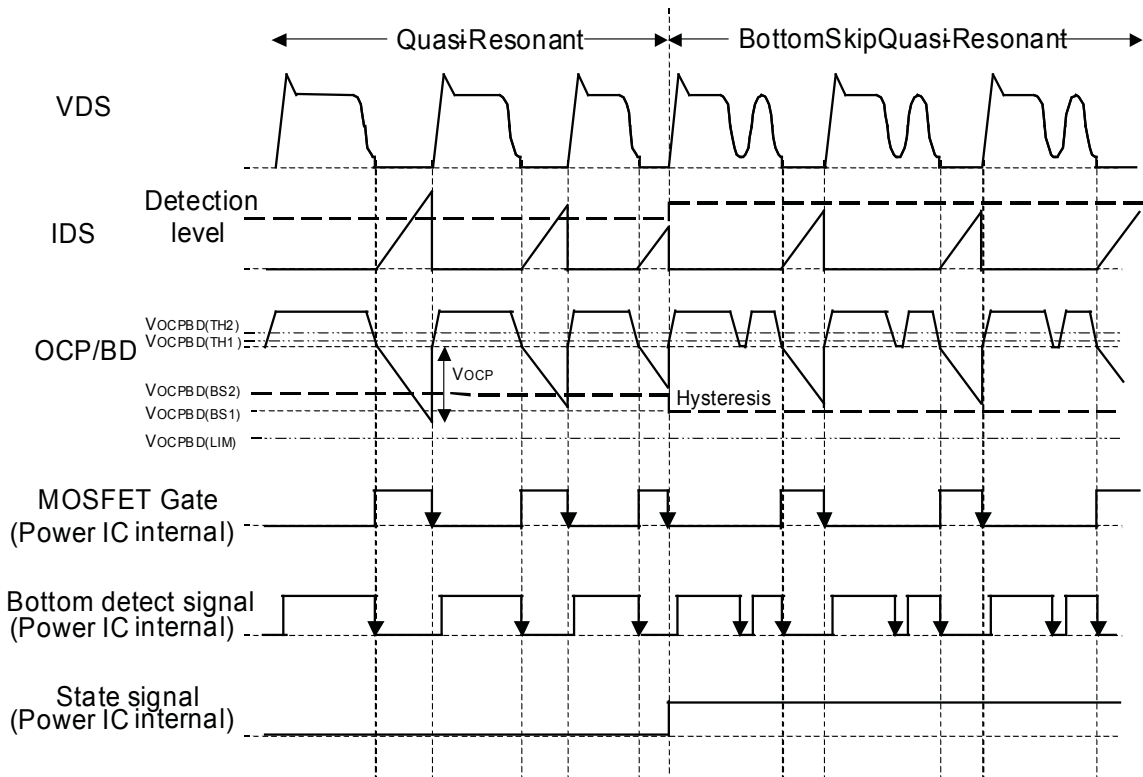 Quasi-Resonant
BottomSkipQuasi-Resonant
VDS
Detection
level
IDS
VOCPBD(TH2)
VOCPBD(TH1)
OCP/BD
VOCP
VOCPBD(BS2)
Hysteresis
VOCPBD(BS1)
VOCPBD(LIM)
MOSFET Gate
(Power IC internal)
Bottom detect signal
(Power IC internal)
State signal
(Power IC internal)